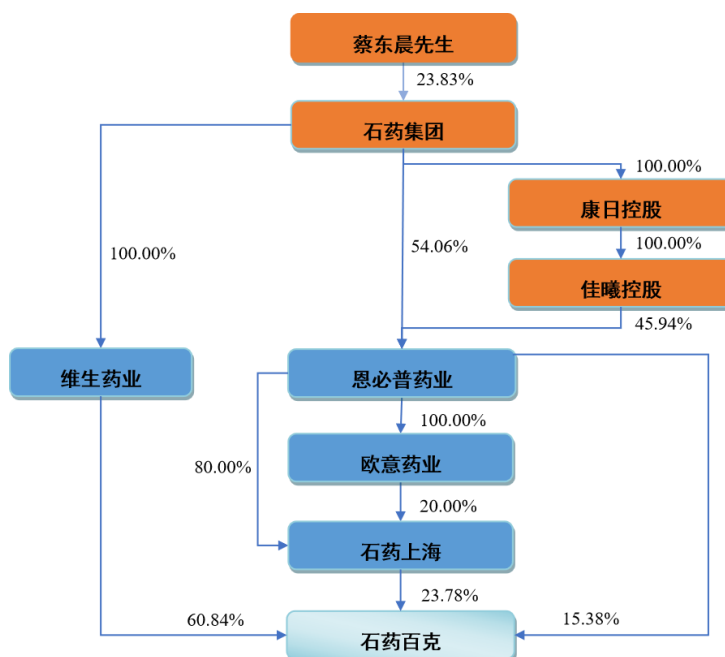 蔡东晨先生
23.83%
石药集团
100.00%
康日控股
100.00%
54.06%
100.00%
佳曦控股
45.94%
维生药业
恩必普药业
100.00%
80.00%
欧意药业
20.00%
石药上海
23.78%
60.84%
15.38%
石药百克